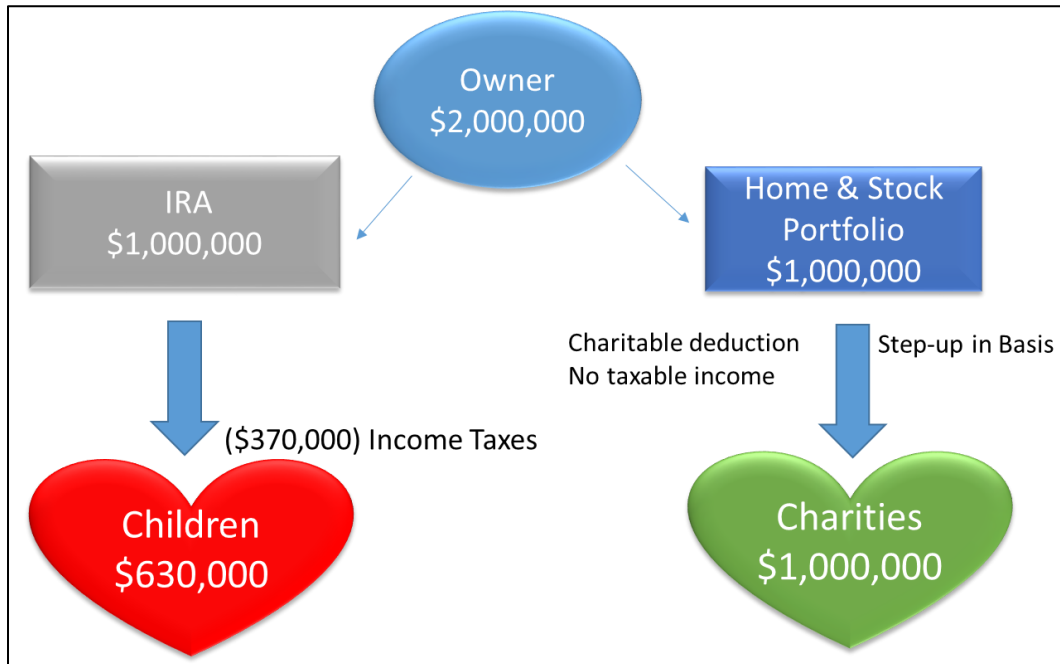 Owner
$2,000,000
IRA
$1,000,000
Home & Stock
Portfolio
$1,000,000
Charitable deduction
No taxable income
Step-up in Basis
($370,000) Income Taxes
Children
$630,000
Charities
$1,000,000